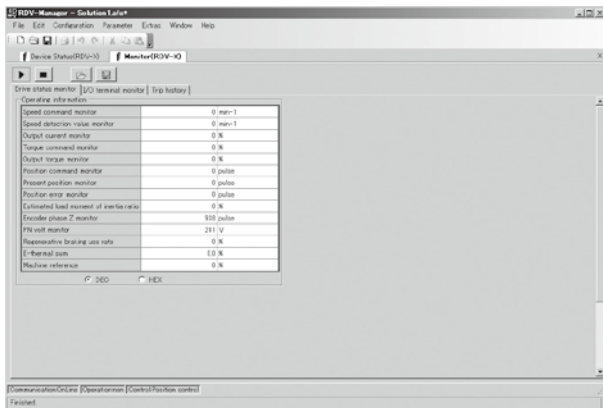 RDV-Manager - Solution1.afs*
File Edit Configuration Parameter Extras Window Help
Device Status(RDV-X) Monitor(RDV-X)
Drive status monitor I/O terminal monitor Trip history
Operating information
Speed command monitor 0 min-1
Speed detection value monitor 0 min-1
Output current monitor 0 %
Torque command monitor 0 %
Output torque monitor 0 %
Position command monitor 0 pulse
Present position monitor 0 pulse
Position error monitor 0 pulse
Estimated load moment of inertia ratio 0 %
Encoder phase Z monitor pulse
PN volt monitor 281 V
Regenerative braking use rate 0 %
E-thermal sum 0.0 %
Machine reference 0 %
DEC HEX
Communication:OnLine Operation:non Control:Position control
Finished.